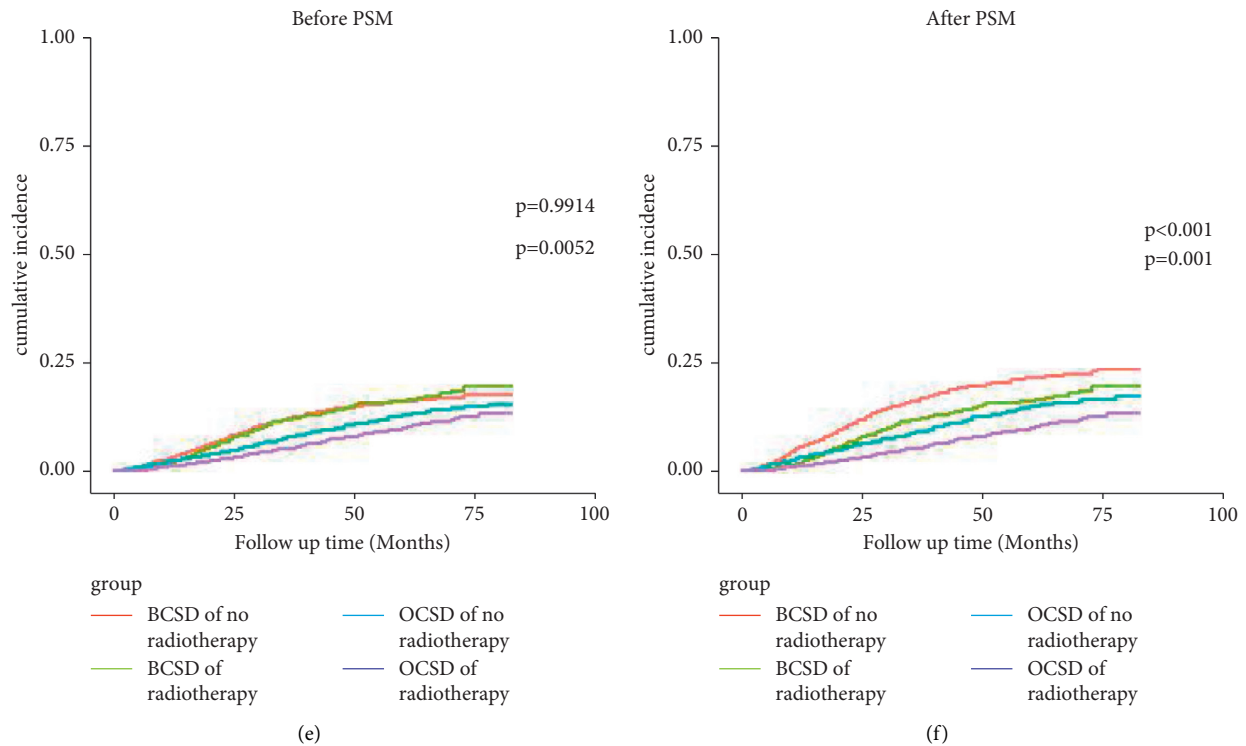 Before PSM
1.00
0.75
0.50
0.25
0.00
cumulative incidence
p=0.9914
p=0.0052
0 25 50 75 100
Follow up time (Months)
group
BCSD of no radiotherapy
BCSD of radiotherapy
OCSD of no radiotherapy
OCSD of radiotherapy
(e)
After PSM
1.00
0.75
0.50
0.25
0.00
cumulative incidence
p<0.001
p=0.001
0 25 50 75 100
Follow up time (Months)
group
BCSD of no radiotherapy
BCSD of radiotherapy
OCSD of no radiotherapy
OCSD of radiotherapy
(f)